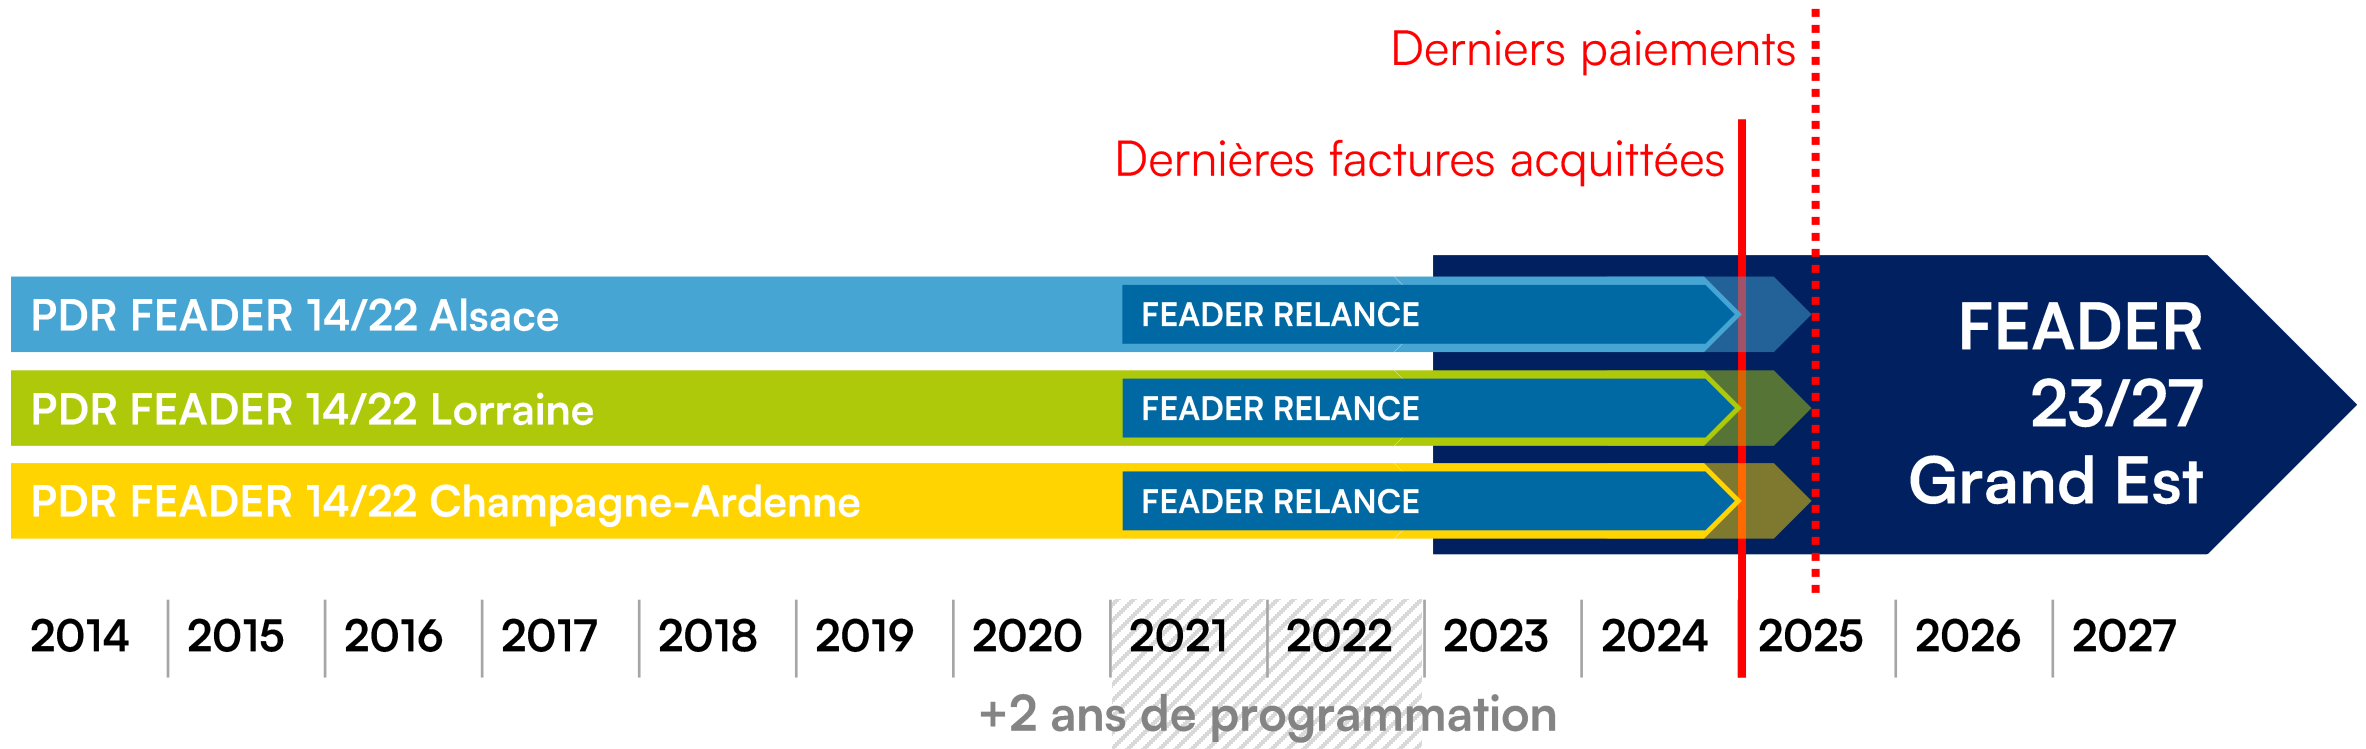 Derniers paiements
Dernières factures acquittées
PDR FEADER 14/22 Alsace
FEADER RELANCE
PDR FEADER 14/22 Lorraine
FEADER RELANCE
PDR FEADER 14/22 Champagne-Ardenne
FEADER RELANCE
FEADER
23/27
Grand Est
2014 2015 2016 2017 2018 2019 2020 2021 2022 2023 2024 2025 2026 2027
+2 ans de programmation